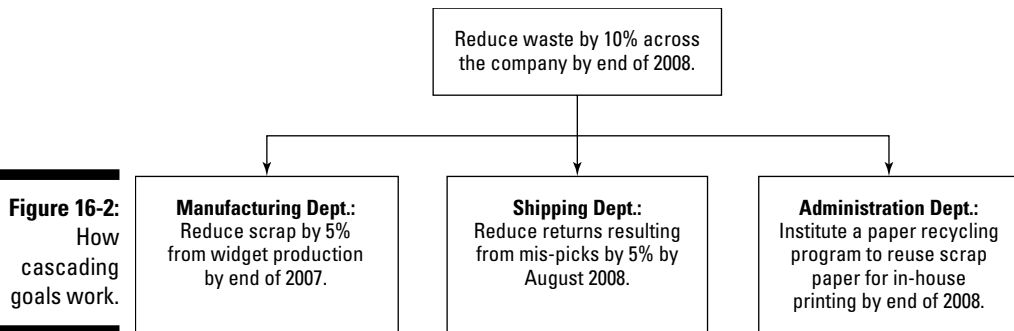 Reduce waste by 10% across
the company by end of 2008.
Figure 16-2:
How
cascading
goals work.
Manufacturing Dept.:
Reduce scrap by 5%
from widget production
by end of 2007.
Shipping Dept.:
Reduce returns resulting
from mis-picks by 5% by
August 2008.
Administration Dept.:
Institute a paper recycling
program to reuse scrap
paper for in-house
printing by end of 2008.